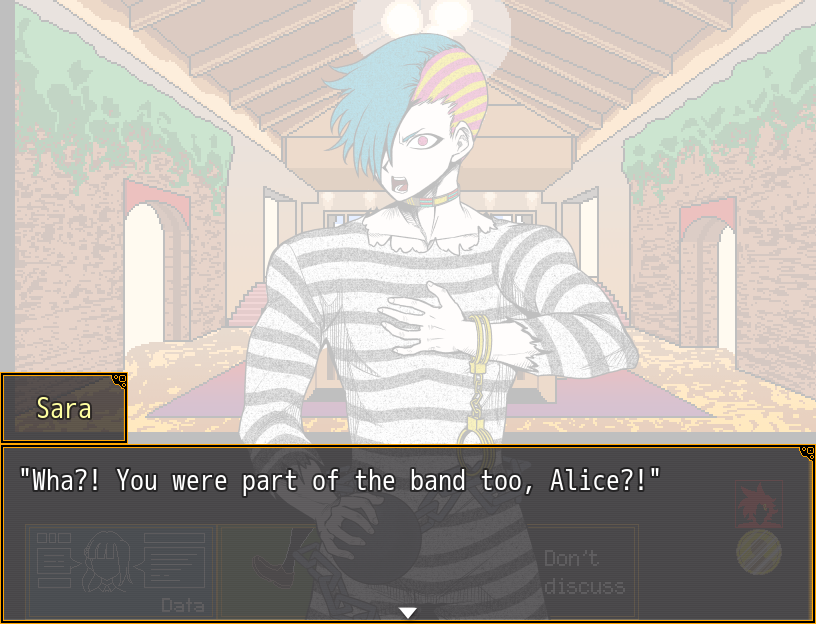 Sara
"Wha?! You were part of the band too, Alice?!"
Data
Don't
discuss